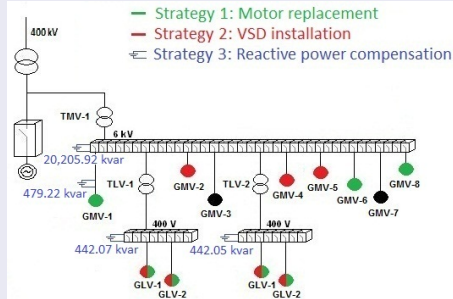 Strategy 1: Motor replacement
Strategy 2: VSD installation
Strategy 3: Reactive power compensation
400 kV
TMV-1
6 kV
20,205.92 kvar
479.22 kvar
GMV-1
TLV-1
GMV-2
GMV-3
TLV-2
GMV-4
GMV-5
GMV-6
GMV-7
GMV-8
400 V
400 V
442.07 kvar
442.05 kvar
GLV-1
GLV-2
GLV-1
GLV-2